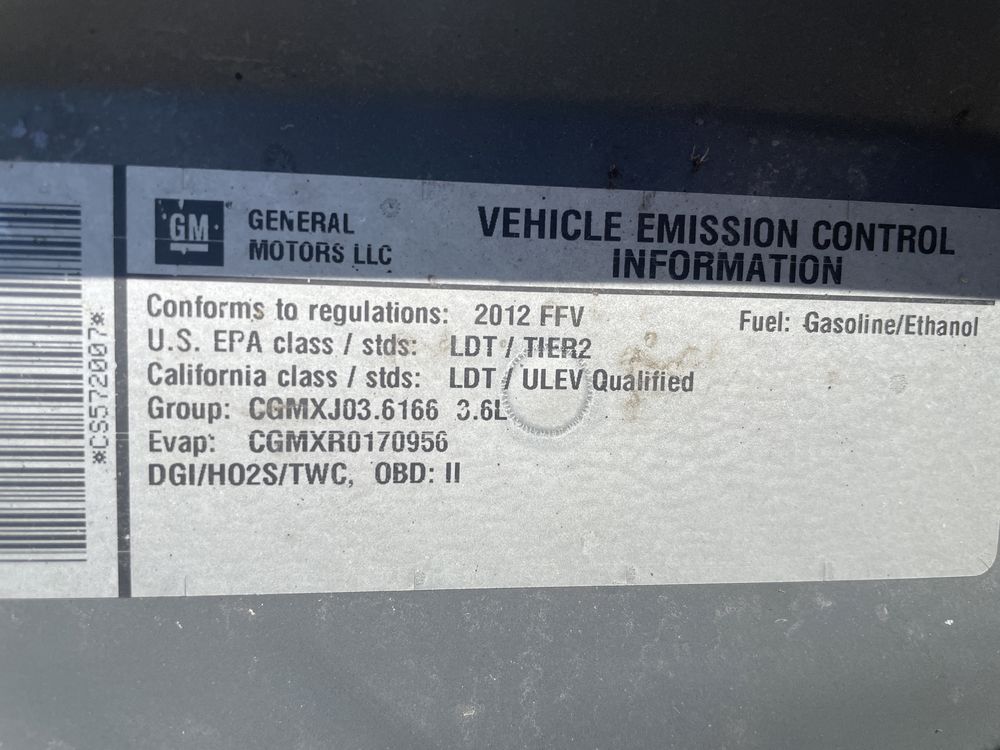 *CS572007*
GM
GENERAL
MOTORS LLC
VEHICLE EMISSION CONTROL
INFORMATION
Conforms to regulations: 2012 FFV
Fuel: Gasoline/Ethanol
U.S. EPA class / stds: LDT / TIER2
California class / stds: LDT / ULEV Qualified
Group: CGMXJ03.6166 3.6L
Evap: CGMXR0170956
DGI/HO2S/TWC, OBD: II